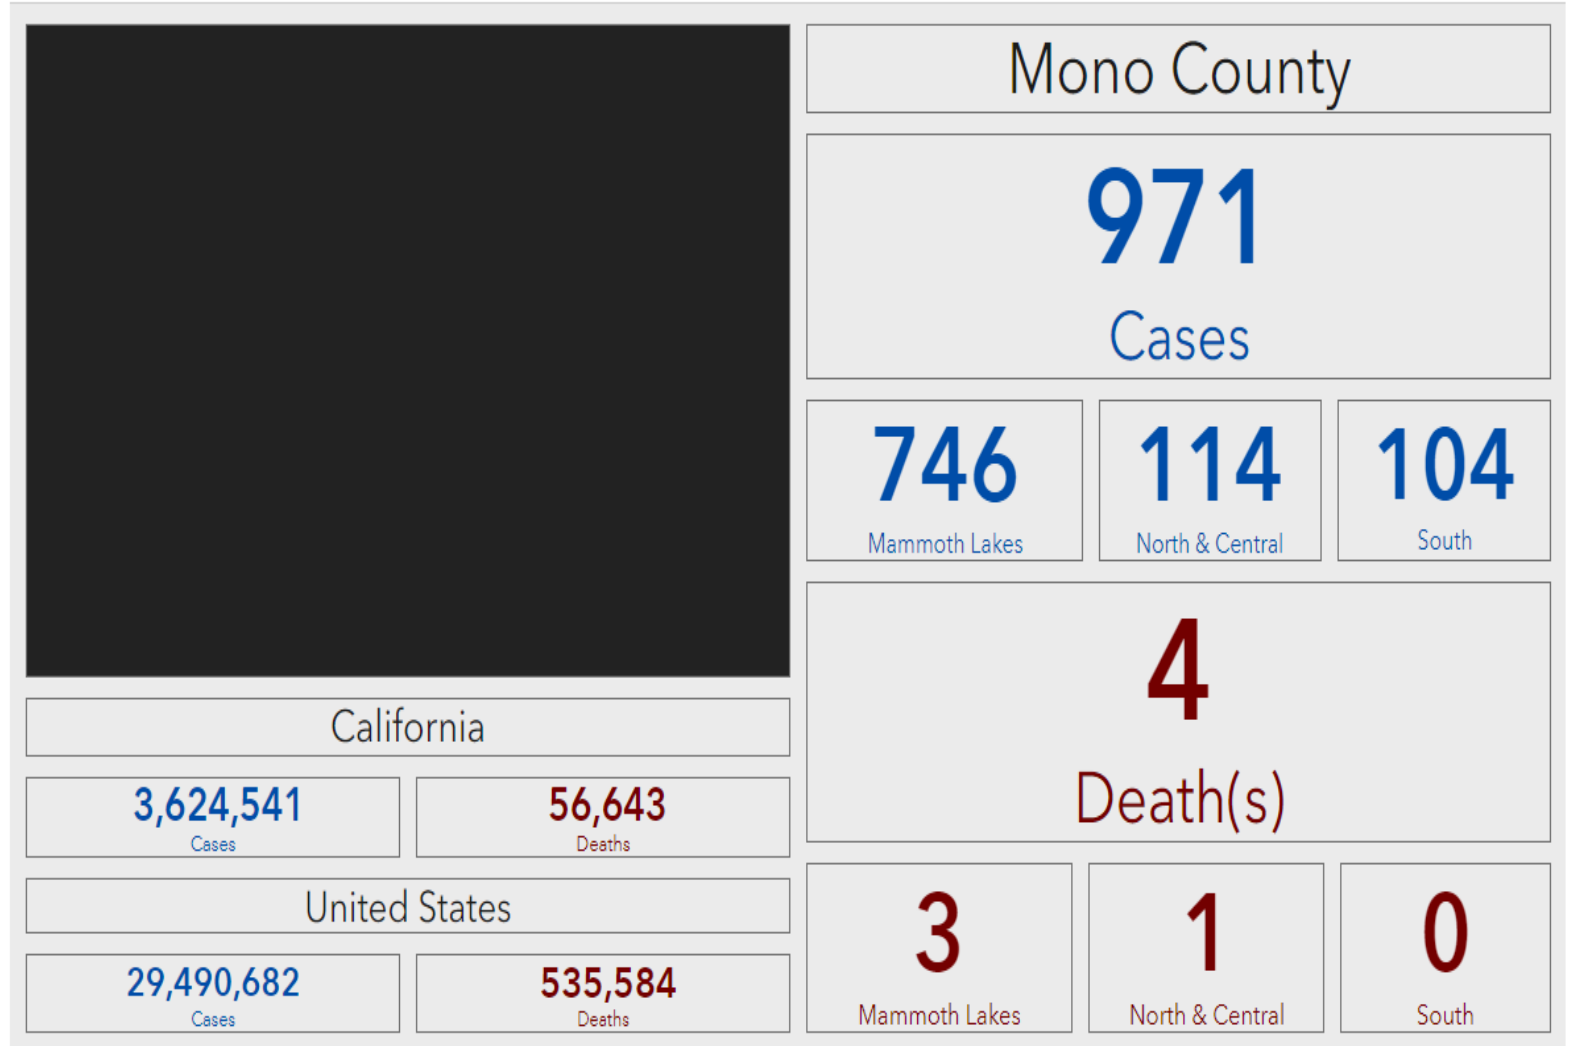 Mono County
971
Cases
746
Mammoth Lakes
114
North & Central
104
South
4
Death(s)
3
Mammoth Lakes
1
North & Central
0
South
California
3,624,541
Cases
56,643
Deaths
United States
29,490,682
Cases
535,584
Deaths